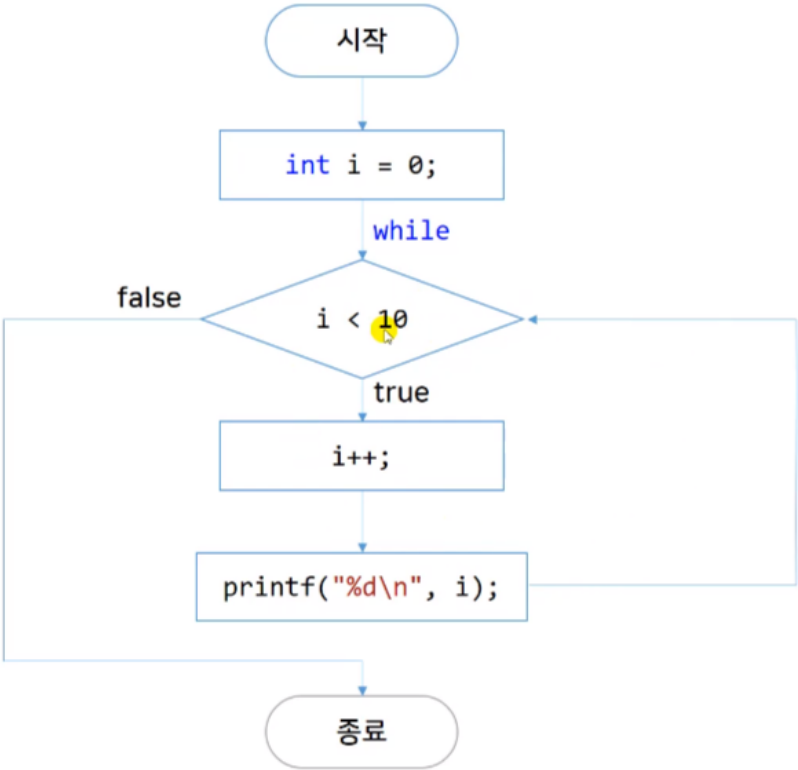 시작
int i = 0;
while
false
i < 10
true
i++;
printf("%d\n", i);
종료